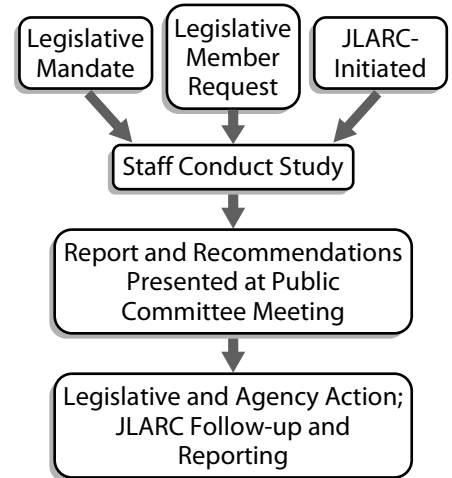 Legislative
Mandate
Legislative
Member
Request
JLARC-
Initiated
Staff Conduct Study
Report and Recommendations
Presented at Public
Committee Meeting
Legislative and Agency Action;
JLARC Follow-up and
Reporting